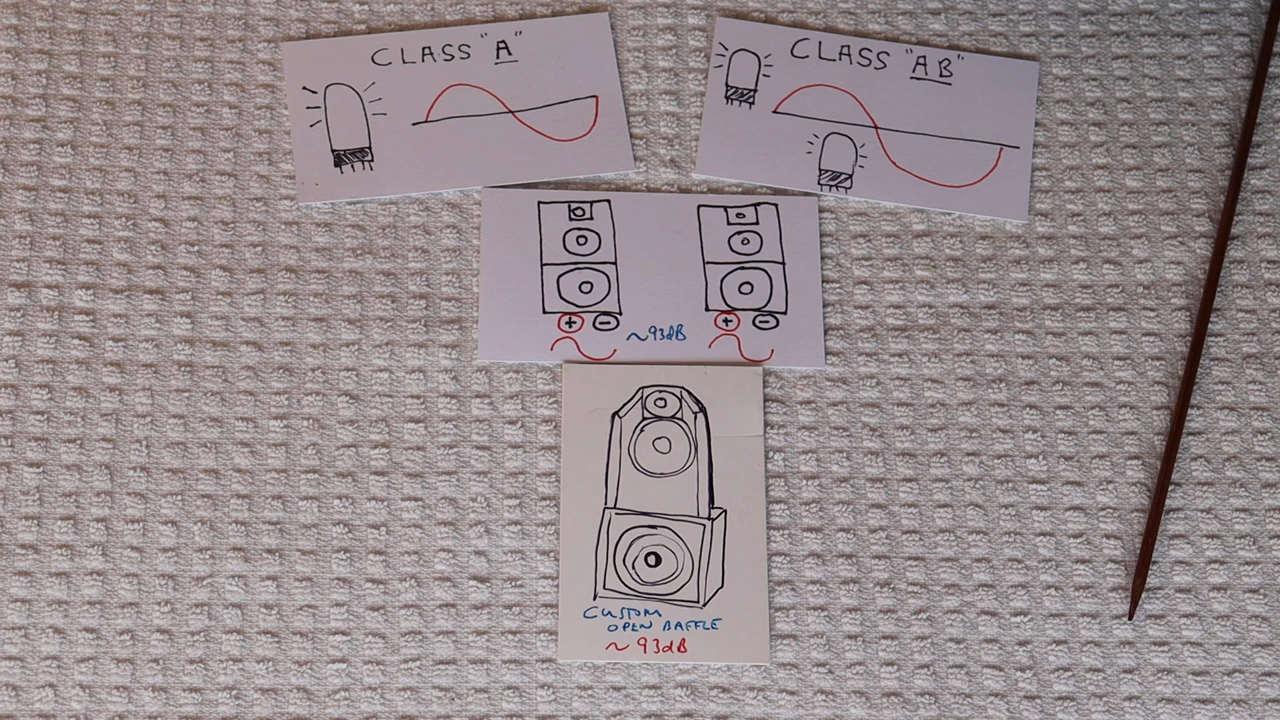 CLASS "A"
CLASS "AB"
+ − ~93dB + −
CUSTOM
OPEN BAFFLE
~93dB